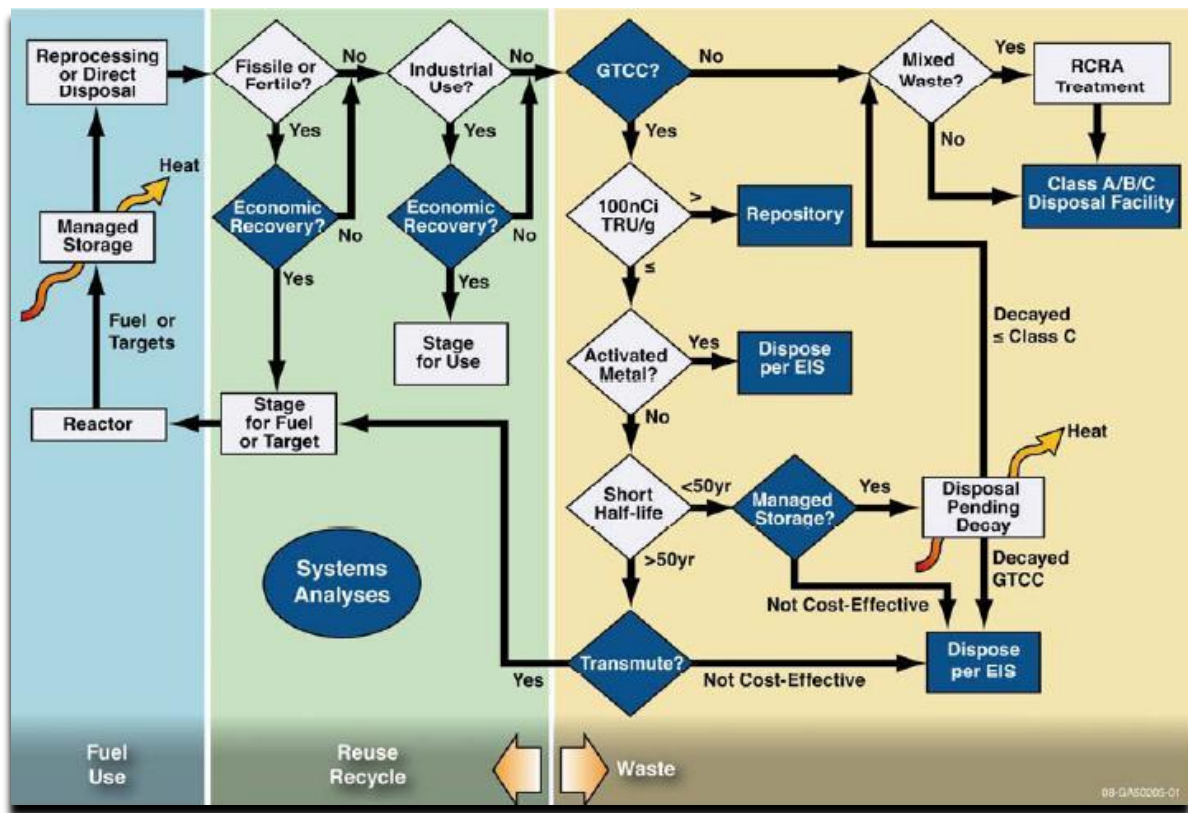 Reprocessing
or Direct
Disposal
Heat
Managed
Storage
Fuel or
Targets
Reactor
Fuel
Use
Fissile or
Fertile?
No
Yes
Economic
Recovery?
No
Yes
Stage
for Fuel
or Target
Industrial
Use?
No
Yes
Economic
Recovery?
No
Yes
Stage
for Use
Systems
Analyses
Reuse
Recycle
GTCC?
No
Yes
100nCi
TRU/g
>
Repository
≤
Activated
Metal?
Yes
Dispose
per EIS
No
Short
Half-life
<50yr
Managed
Storage?
Yes
Disposal
Pending
Decay
Heat
Decayed
≤ Class C
Decayed
GTCC
>50yr
Not Cost-Effective
Transmute?
Yes
Not Cost-Effective
Dispose
per EIS
Mixed
Waste?
Yes
RCRA
Treatment
No
Class A/B/C
Disposal Facility
Waste
08-GA50205-01